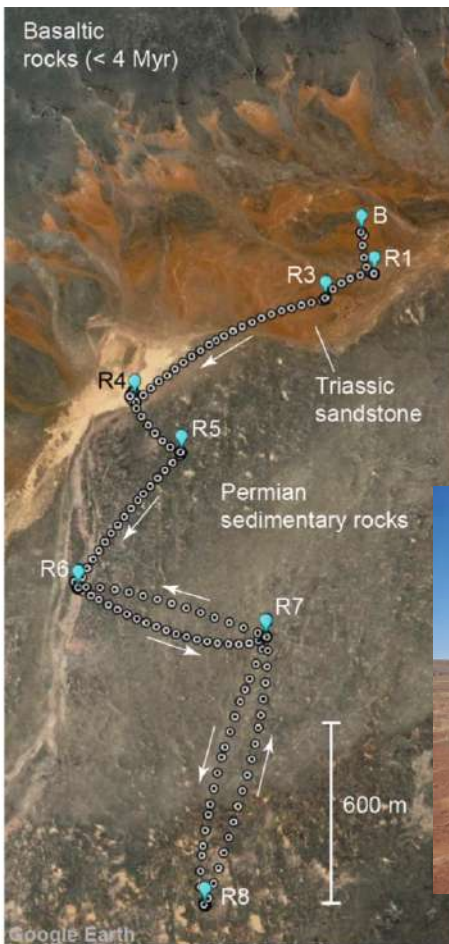 Basaltic
rocks (< 4 Myr)
B
R1
R3
R4
Triassic
sandstone
R5
Permian
sedimentary rocks
R6
R7
600 m
R8
Google Earth